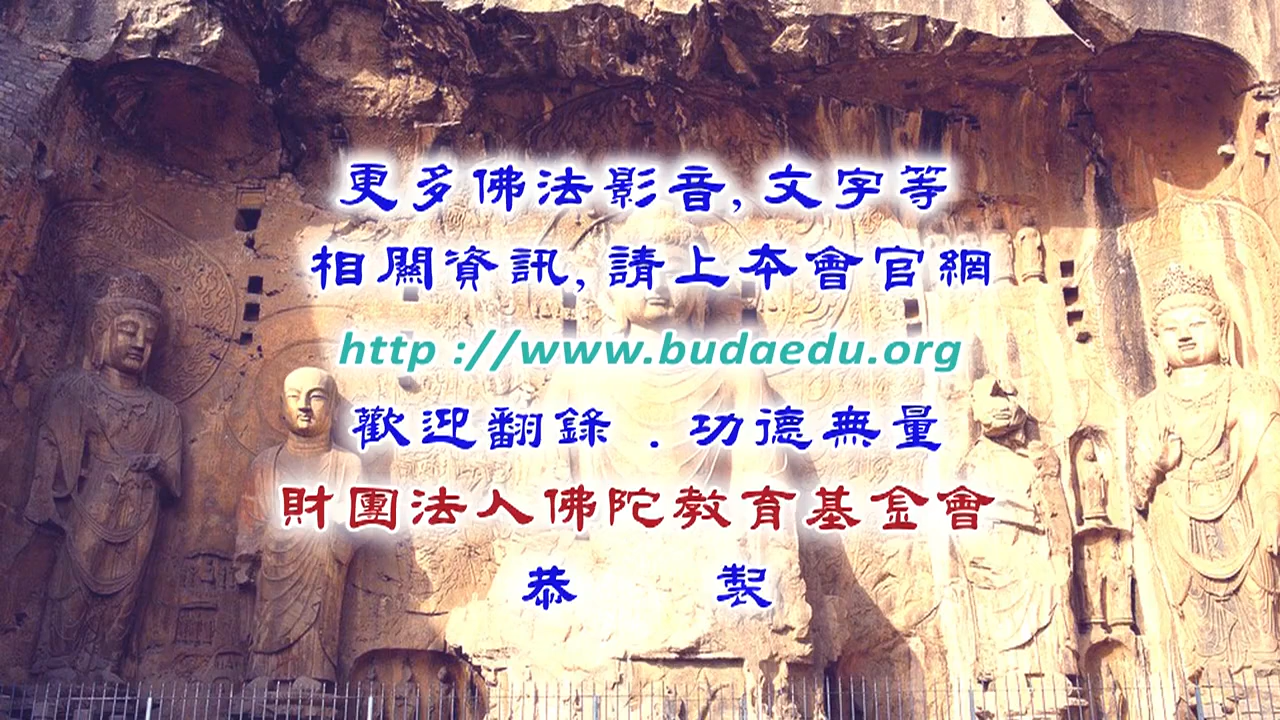 更多佛法影音,文字等
相關資訊,請上本會官網
http ://www.budaedu.org
歡迎翻錄 . 功德無量
財團法人佛陀教育基金會
恭 製